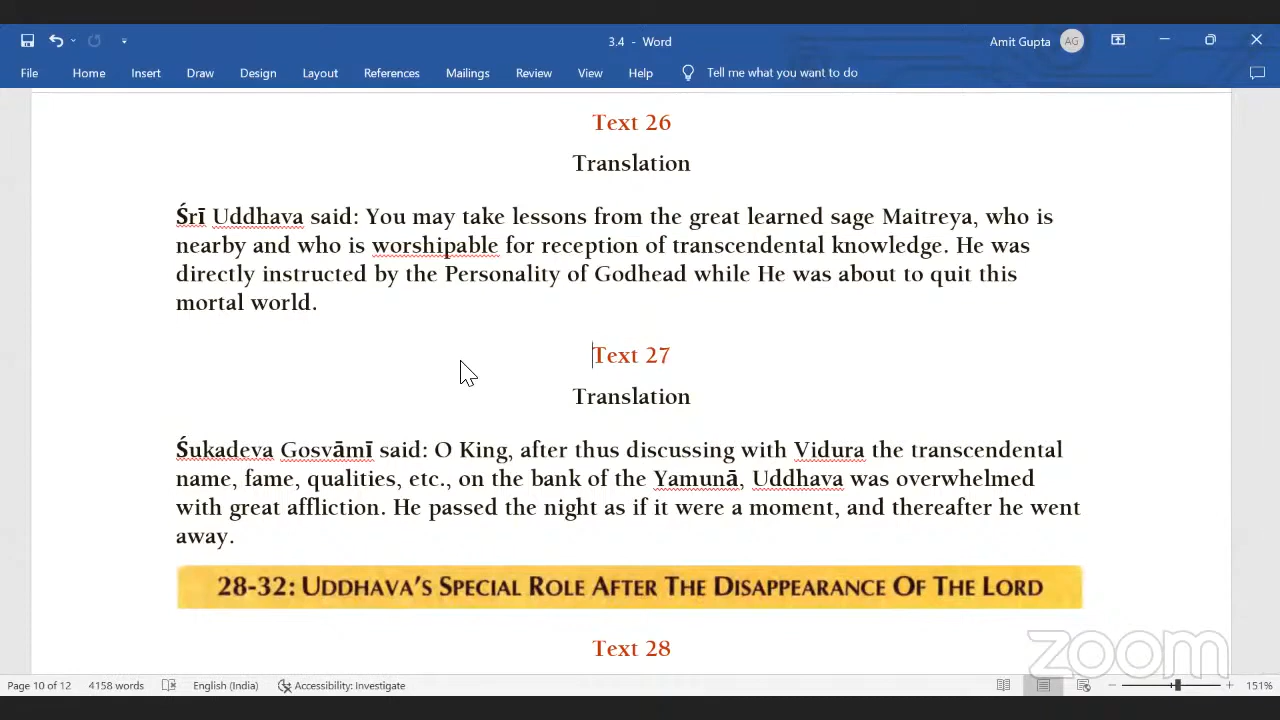 3.4 - Word
Amit Gupta
AG
File Home Insert Draw Design Layout References Mailings Review View Help Tell me what you want to do
Text 26
Translation
Śrī Uddhava said: You may take lessons from the great learned sage Maitreya, who is
nearby and who is worshipable for reception of transcendental knowledge. He was
directly instructed by the Personality of Godhead while He was about to quit this
mortal world.
Text 27
Translation
Śukadeva Gosvāmī said: O King, after thus discussing with Vidura the transcendental
name, fame, qualities, etc., on the bank of the Yamunā, Uddhava was overwhelmed
with great affliction. He passed the night as if it were a moment, and thereafter he went
away.
28-32: UDDHAVA'S SPECIAL ROLE AFTER THE DISAPPEARANCE OF THE LORD
Text 28
zoom
Page 10 of 12 4158 words English (India) Accessibility: Investigate 151%